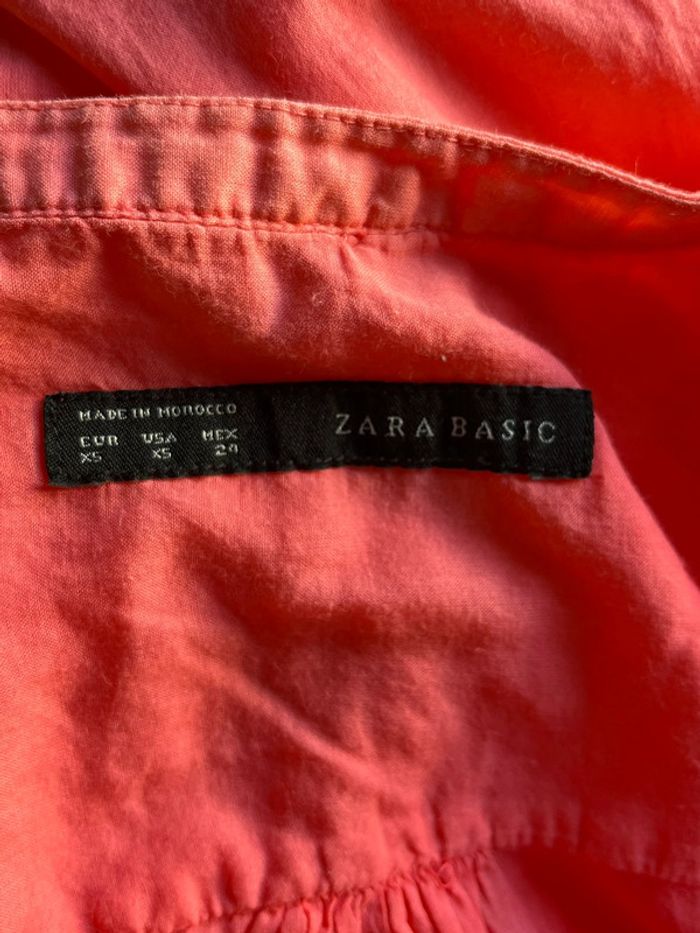 MADE IN MOROCCO
EUR USA MEX
XS XS 24
ZARA BASIC